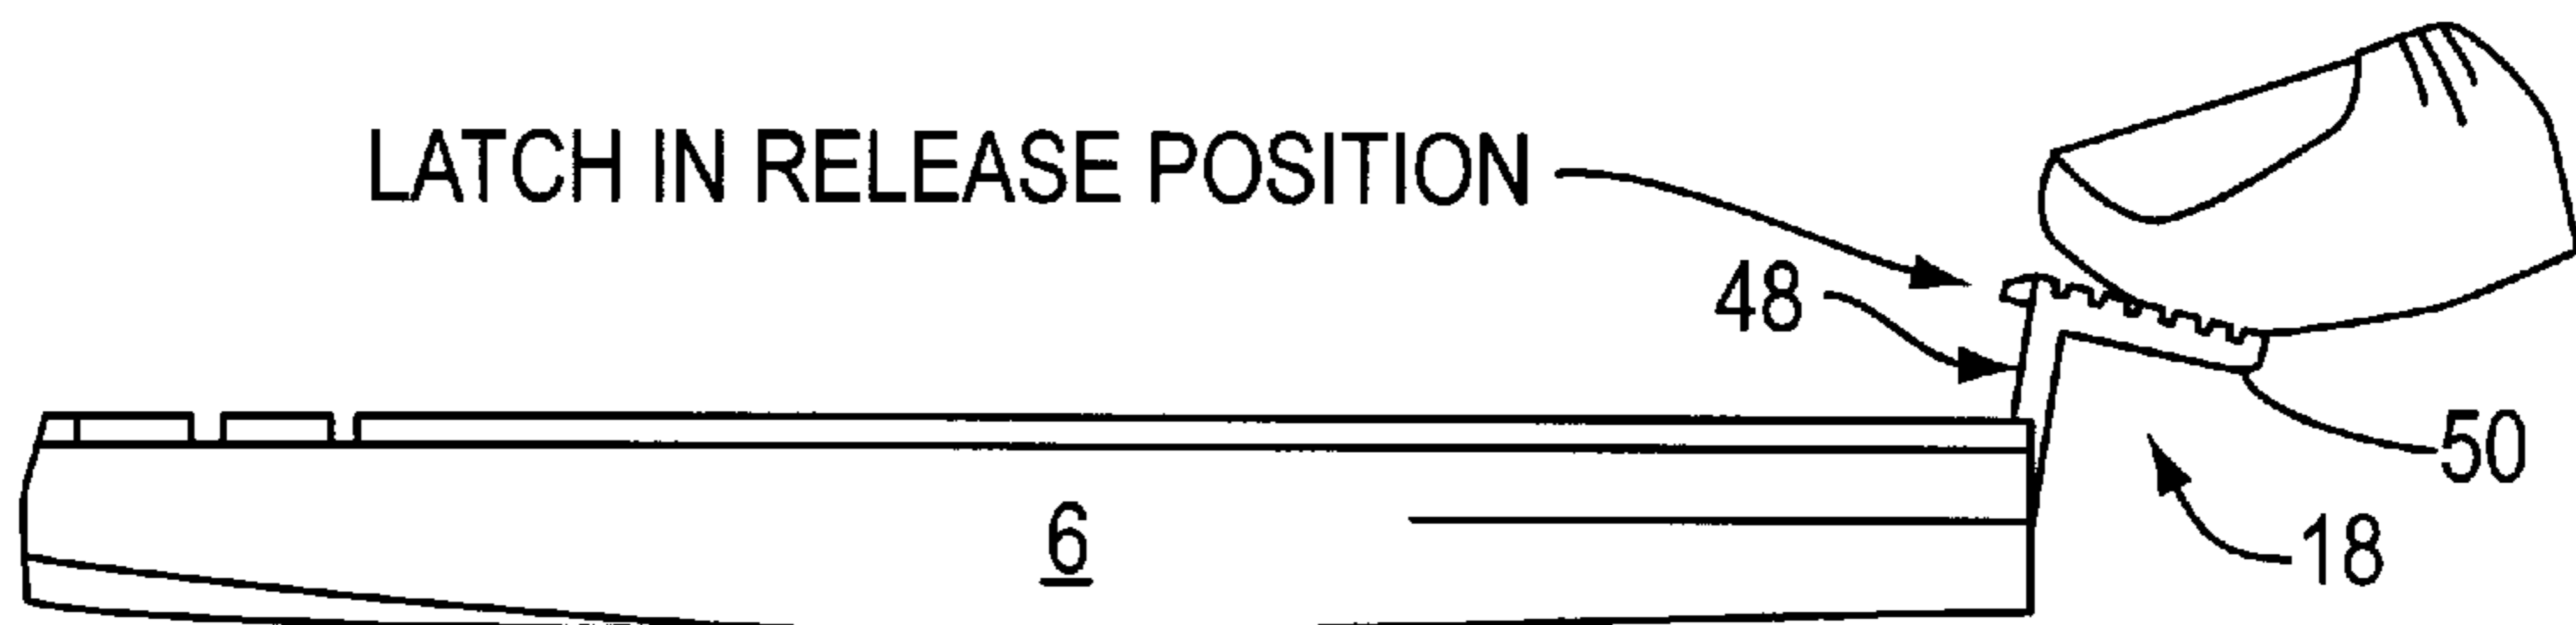 LATCH IN RELEASE POSITION
48
50
6
18